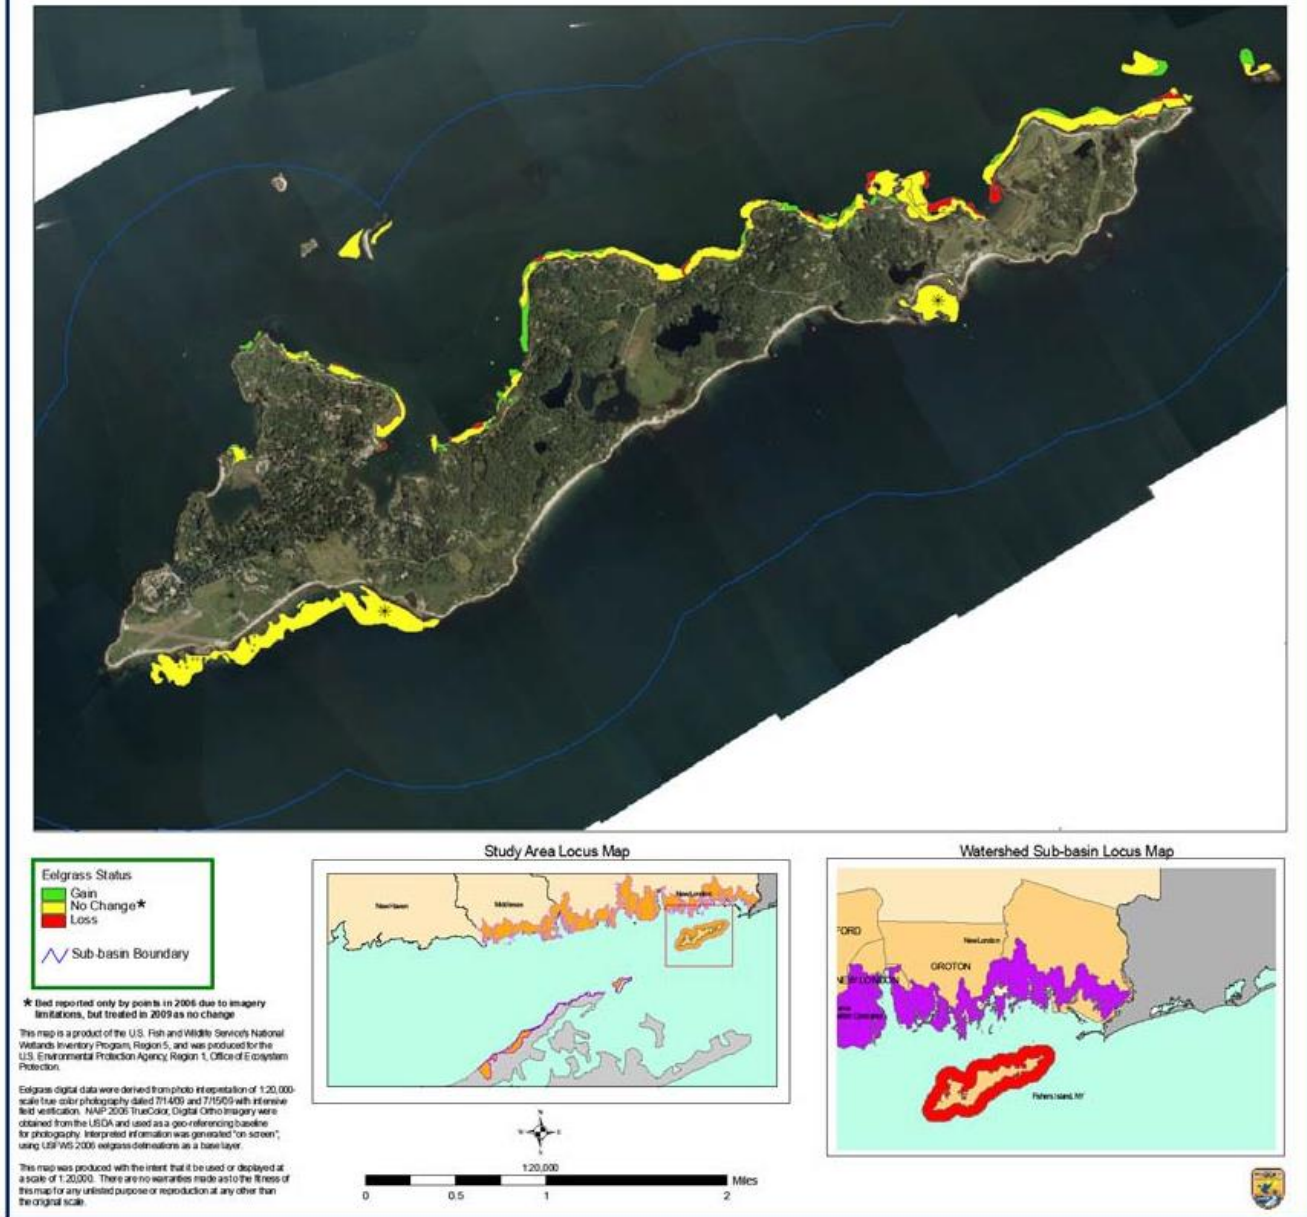 Eelgrass Status
Gain
No Change*
Loss
Sub-basin Boundary
* Bed reported only by points in 2006 due to imagery
limitations, but treated in 2009 as no change
This map is a product of the U.S. Fish and Wildlife Service's National
Wetlands Inventory Program, Region 5, and was produced for the
U.S. Environmental Protection Agency, Region 1, Office of Ecosystem
Protection.
Eelgrass digital data were derived from photo interpretation of 1:20,000-
scale true color photography dated 7/14/09 and 7/15/09 with intensive
field verification. NAIP 2006 TrueColor, Digital Ortho Imagery were
obtained from the USDA and used as a geo-referencing baseline
for photography. Interpreted information was generated "on screen",
using USFWS 2006 eelgrass delineations as a base layer.
This map was produced with the intent that it be used or displayed at
a scale of 1:20,000. There are no warranties made as to the fitness of
this map for any unlisted purpose or reproduction at any other than
the original scale.
Study Area Locus Map
New Haven
Middlesex
New London
N
W E
S
1:20,000
Miles
0 0.5 1 2
Watershed Sub-basin Locus Map
FORD
New London
GROTON
NEW LONDON
Fishers Island, NY